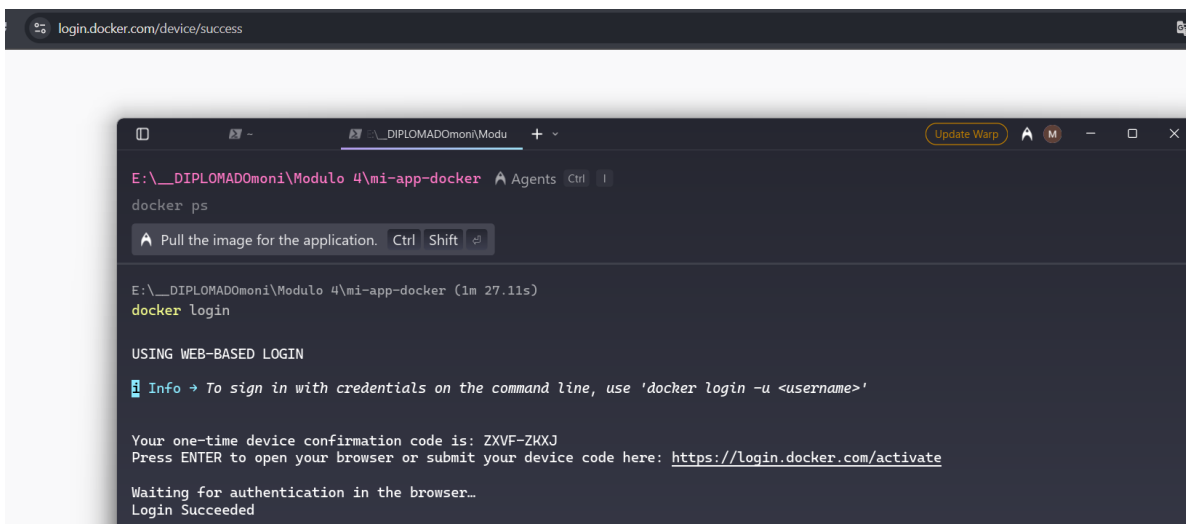 login.docker.com/device/success
~ E:\__DIPLOMADOmoni\Modu + Update Warp M
E:\__DIPLOMADOmoni\Modulo 4\mi-app-docker Agents Ctrl I
docker ps
Pull the image for the application. Ctrl Shift ⏎
E:\__DIPLOMADOmoni\Modulo 4\mi-app-docker (1m 27.11s)
docker login
USING WEB-BASED LOGIN
i Info → To sign in with credentials on the command line, use 'docker login -u <username>'
Your one-time device confirmation code is: ZXVF-ZKXJ
Press ENTER to open your browser or submit your device code here: https://login.docker.com/activate
Waiting for authentication in the browser…
Login Succeeded